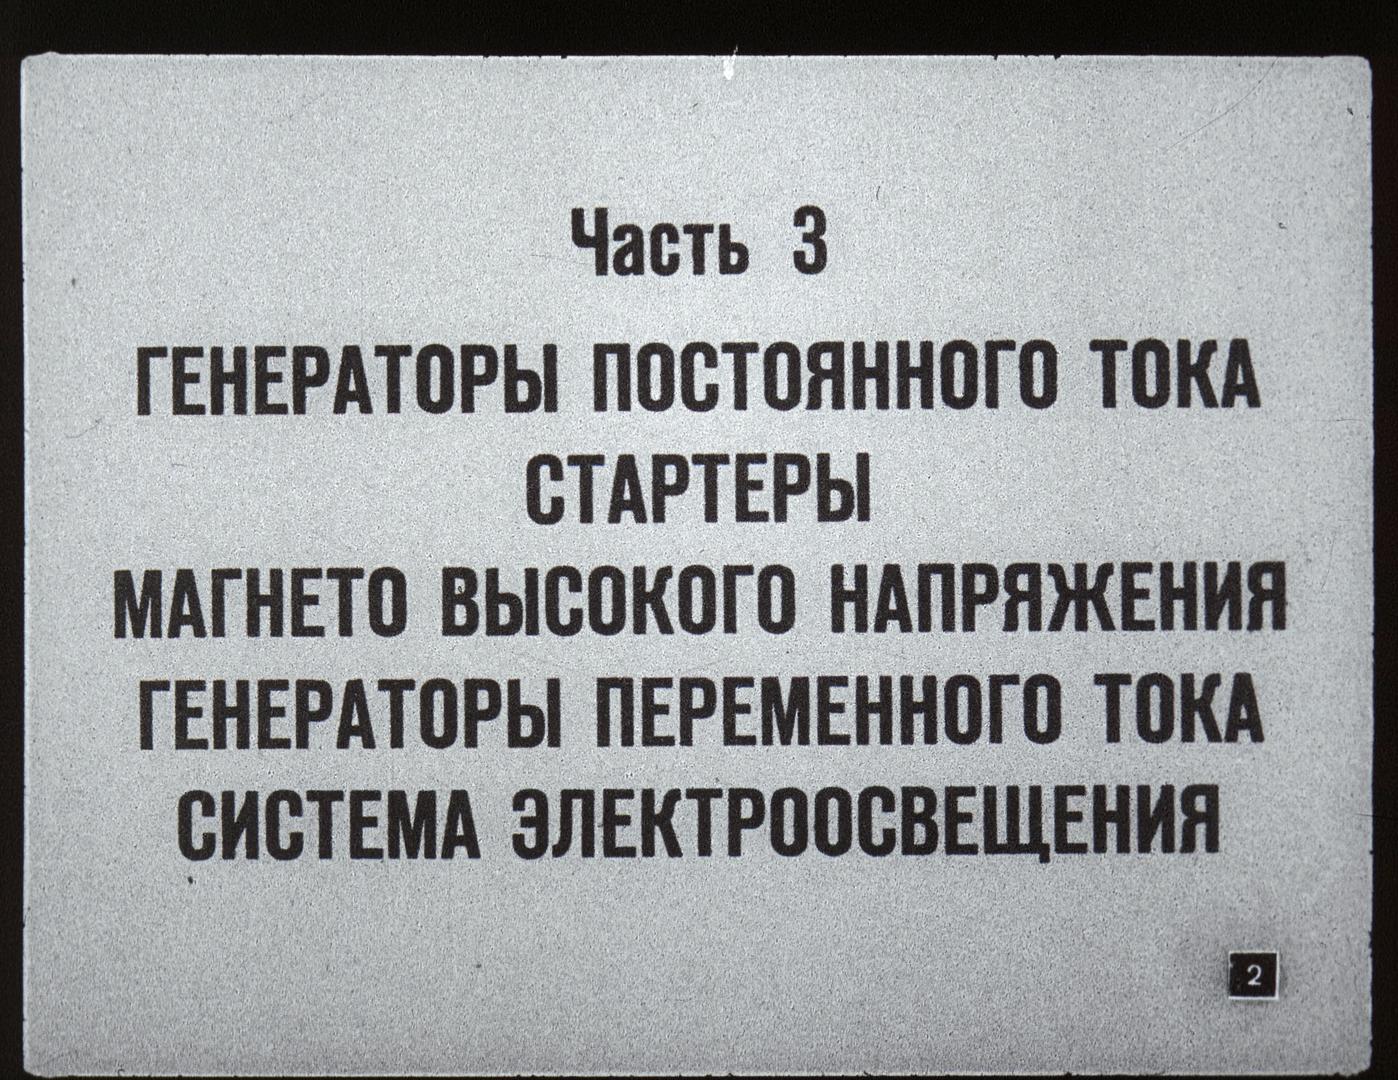 Часть 3
ГЕНЕРАТОРЫ ПОСТОЯННОГО ТОКА
СТАРТЕРЫ
МАГНЕТО ВЫСОКОГО НАПРЯЖЕНИЯ
ГЕНЕРАТОРЫ ПЕРЕМЕННОГО ТОКА
СИСТЕМА ЭЛЕКТРООСВЕЩЕНИЯ
2